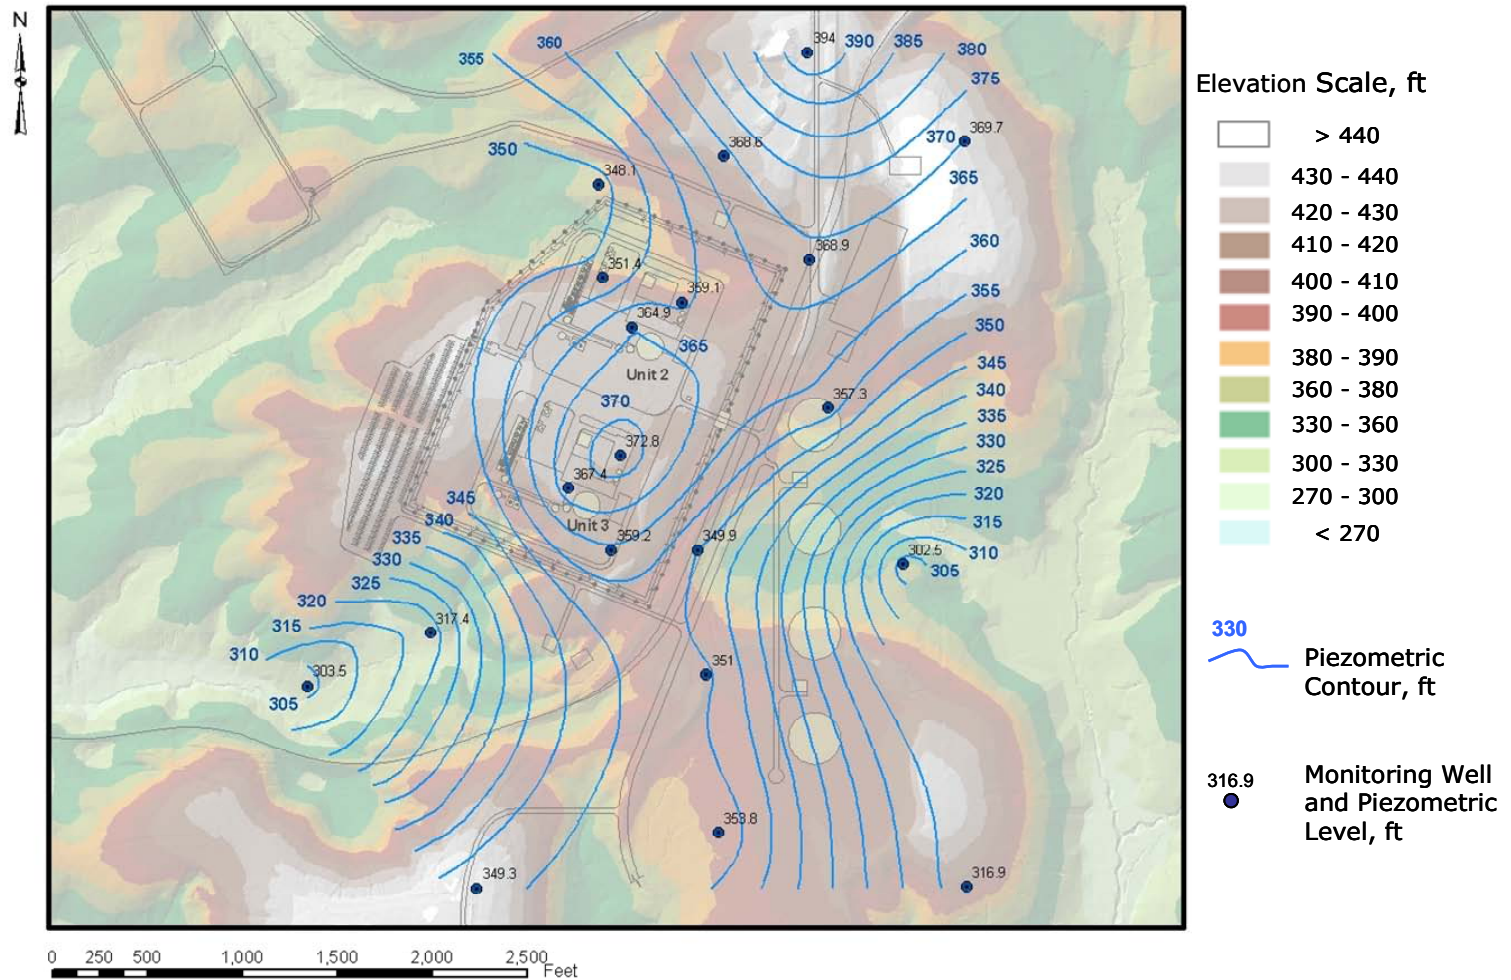 N
394
390
385
380
375
360
355
370
369.7
368.6
350
348.1
365
368.9
360
351.4
359.1
355
364.9
350
365
345
Unit 2
340
357.3
335
370
330
372.8
325
367.4
345
320
340
Unit 3
315
335
359.2
349.9
302.5
310
330
305
325
320
315
317.4
310
303.5
351
305
353.8
349.3
316.9
0 250 500 1,000 1,500 2,000 2,500
Feet
Elevation Scale, ft
> 440
430 - 440
420 - 430
410 - 420
400 - 410
390 - 400
380 - 390
360 - 380
330 - 360
300 - 330
270 - 300
< 270
330
Piezometric
Contour, ft
316.9
Monitoring Well
and Piezometric
Level, ft